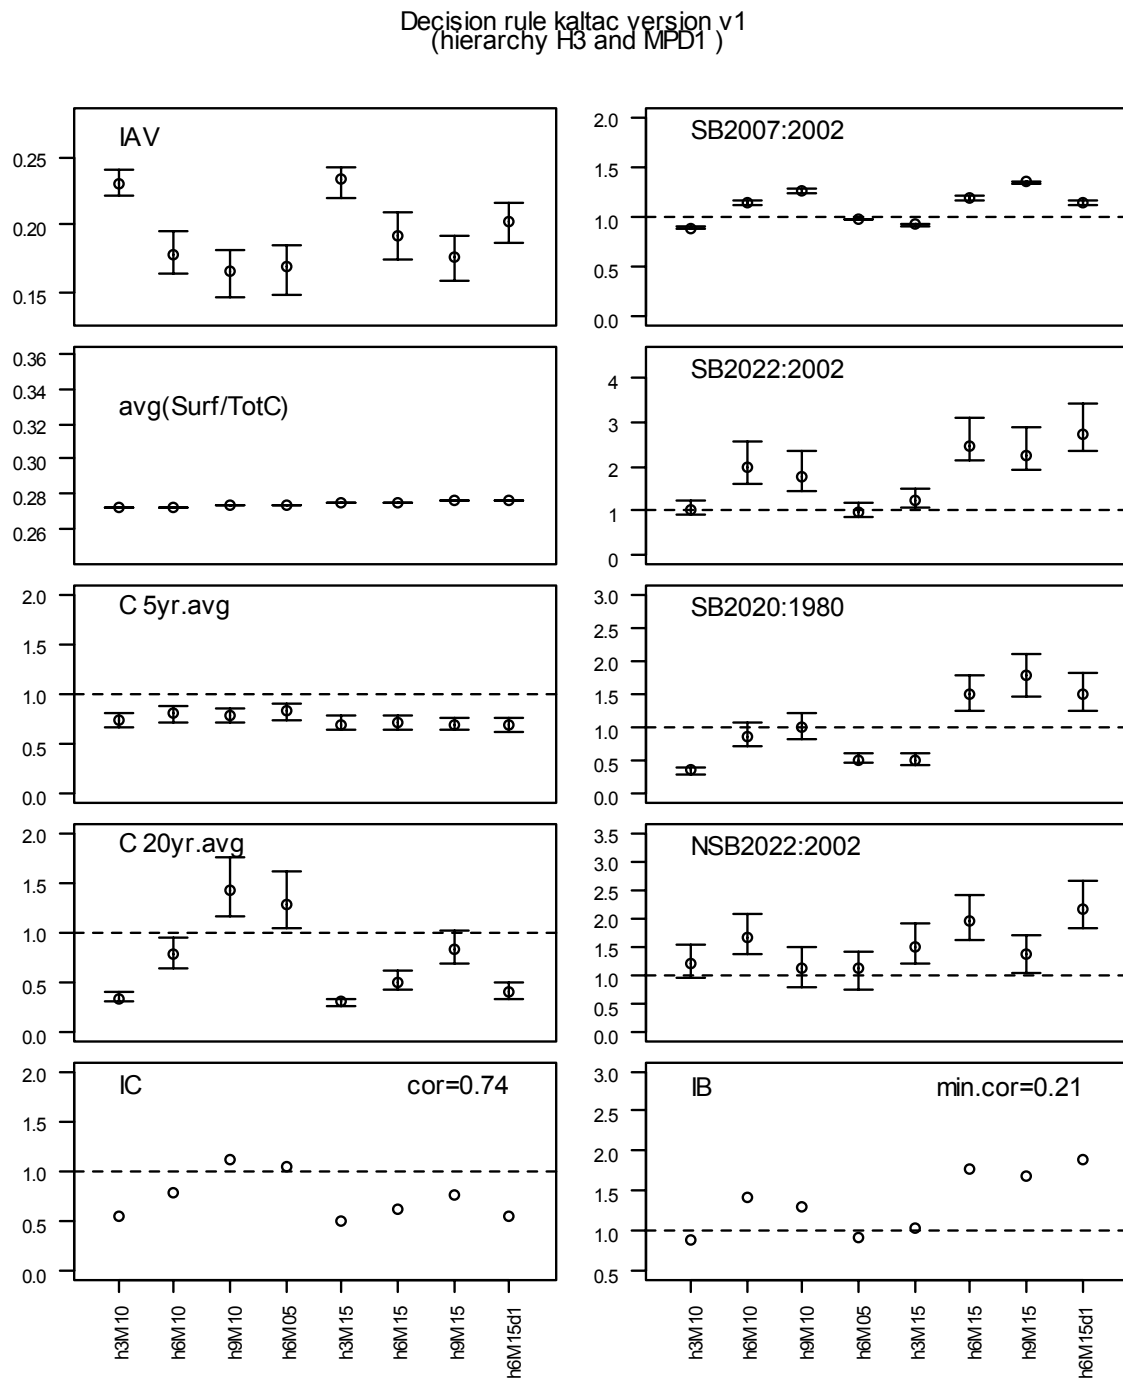 Decision rule kaltac version v1
(hierarchy H3 and MPD1 )
IAV
0.25
0.20
0.15
SB2007:2002
2.0
1.5
1.0
0.5
0.0
avg(Surf/TotC)
0.36
0.34
0.32
0.30
0.28
0.26
SB2022:2002
4
3
2
1
0
C 5yr.avg
2.0
1.5
1.0
0.5
0.0
SB2020:1980
3.0
2.5
2.0
1.5
1.0
0.5
0.0
C 20yr.avg
2.0
1.5
1.0
0.5
0.0
NSB2022:2002
3.5
3.0
2.5
2.0
1.5
1.0
0.5
0.0
IC cor=0.74
2.0
1.5
1.0
0.5
0.0
IB min.cor=0.21
3.0
2.5
2.0
1.5
1.0
0.5
h3M10
h6M10
h9M10
h6M05
h3M15
h6M15
h9M15
h6M15d1
h3M10
h6M10
h9M10
h6M05
h3M15
h6M15
h9M15
h6M15d1